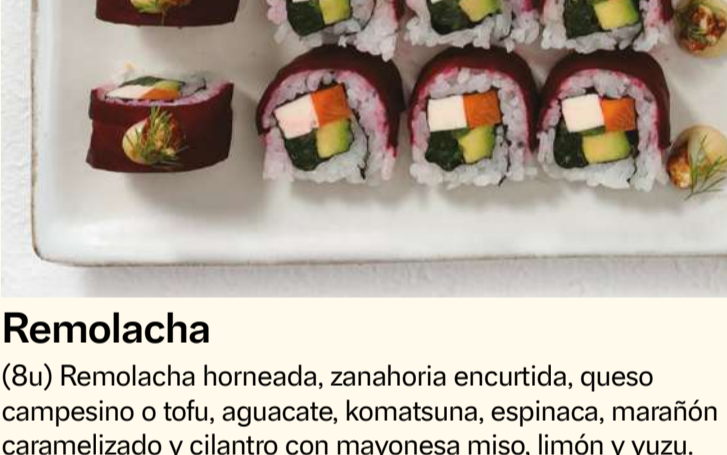 Remolacha
(8u) Remolacha horneada, zanahoria encurtida, queso
campesino o tofu, aguacate, komatsuna, espinaca, marañón
caramelizado y cilantro con mayonesa miso, limón y yuzu.